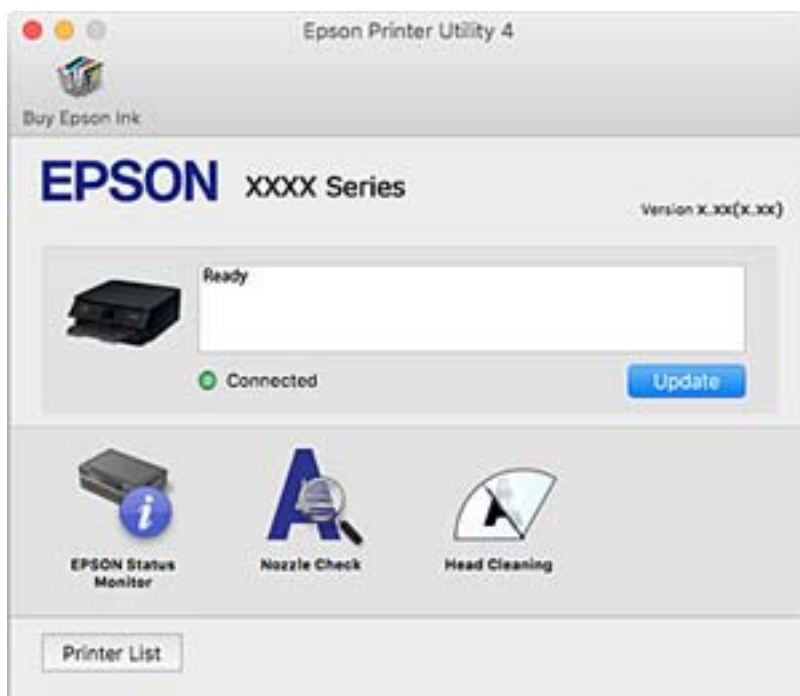 Epson Printer Utility 4
Buy Epson Ink
EPSON XXXX Series
Version X.XX(X.XX)
Ready
Connected
Update
EPSON Status
Monitor
Nozzle Check
Head Cleaning
Printer List